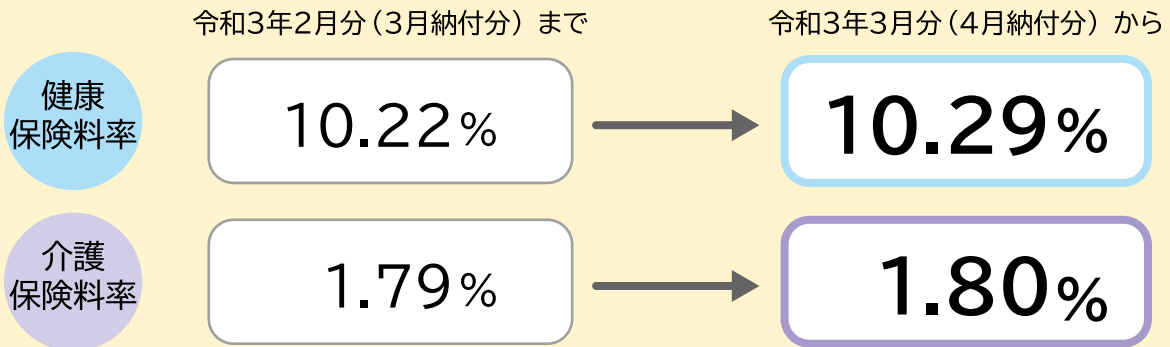 令和3年2月分(3月納付分)まで
令和3年3月分(4月納付分)から
健康
保険料率
10.22%
10.29%
介護
保険料率
1.79%
1.80%